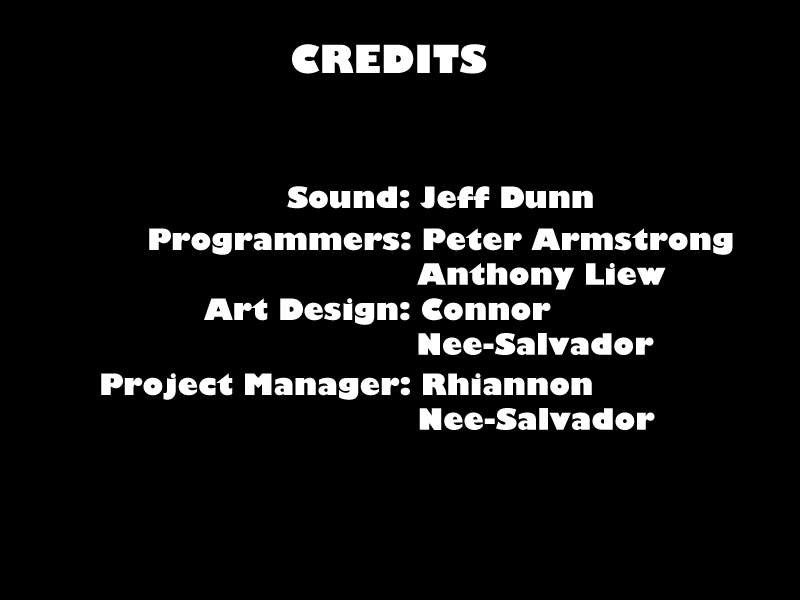 CREDITS
Sound: Jeff Dunn
Programmers: Peter Armstrong
Anthony Liew
Art Design: Connor
Nee-Salvador
Project Manager: Rhiannon
Nee-Salvador